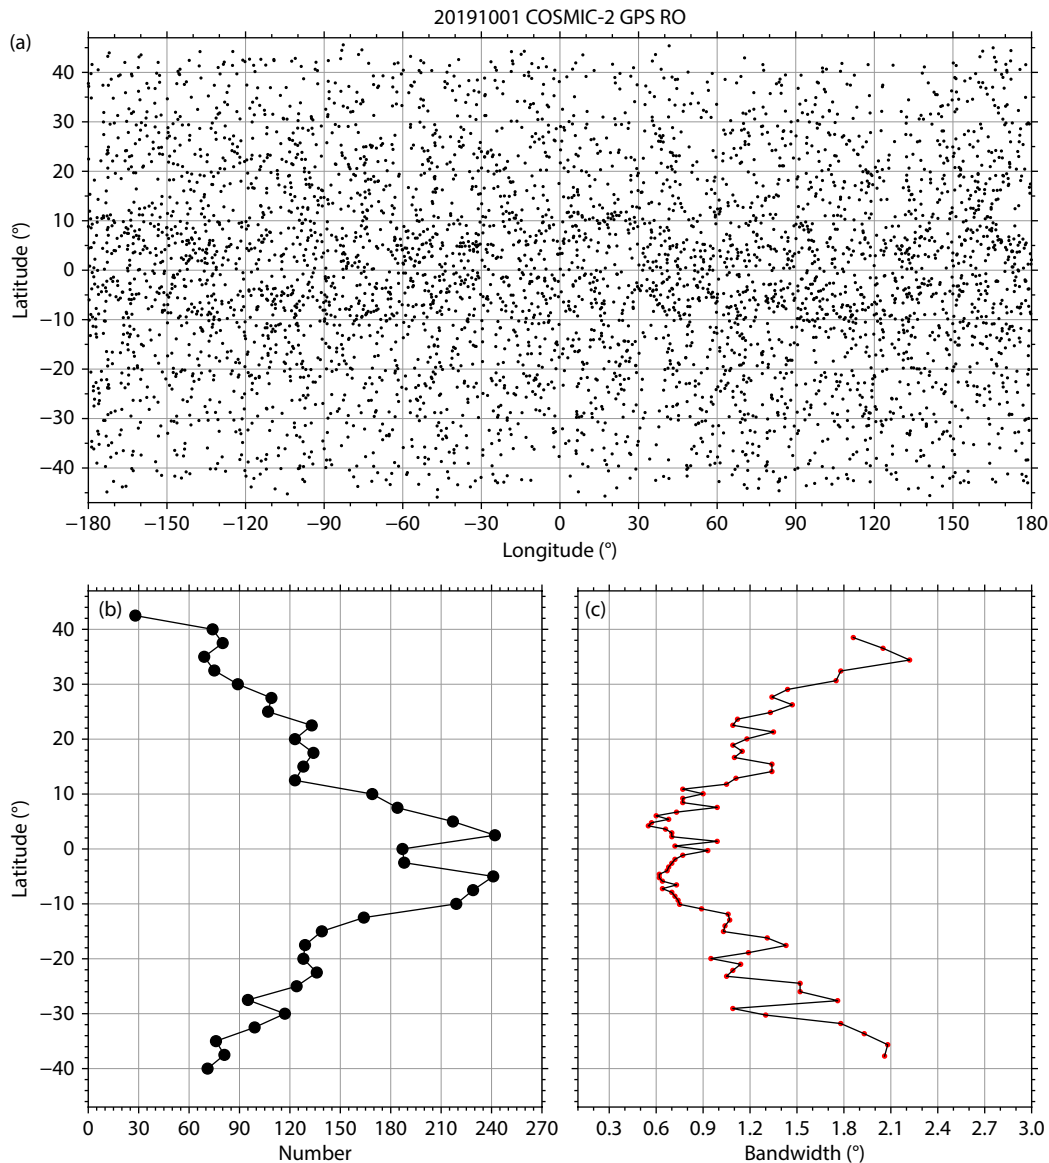 20191001 COSMIC-2 GPS RO
(a)
40
30
20
10
0
−10
−20
−30
−40
Latitude (°)
−180 −150 −120 −90 −60 −30 0 30 60 90 120 150 180
Longitude (°)
(b)
40
30
20
10
0
−10
−20
−30
−40
Latitude (°)
0 30 60 90 120 150 180 210 240 270
Number
(c)
0.3 0.6 0.9 1.2 1.5 1.8 2.1 2.4 2.7 3.0
Bandwidth (°)